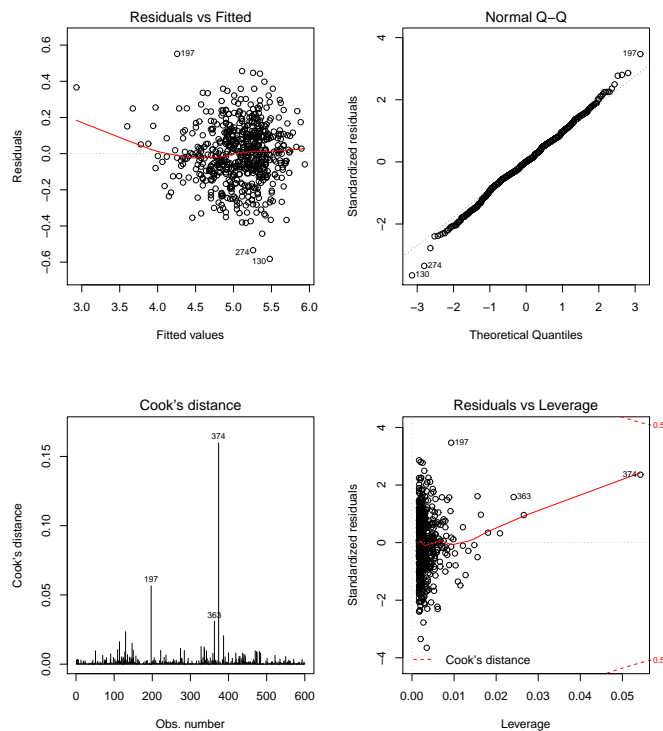 Residuals vs Fitted
Residuals
0.6
0.4
0.2
0.0
−0.2
−0.4
−0.6
197
274
130
3.0 3.5 4.0 4.5 5.0 5.5 6.0
Fitted values
Normal Q−Q
Standardized residuals
4
2
0
−2
197
274
130
−3 −2 −1 0 1 2 3
Theoretical Quantiles
Cook's distance
Cook's distance
0.15
0.10
0.05
0.00
374
197
363
0 100 200 300 400 500 600
Obs. number
Residuals vs Leverage
Standardized residuals
4
2
0
−2
−4
197
374
363
Cook's distance
0.00 0.01 0.02 0.03 0.04 0.05
Leverage